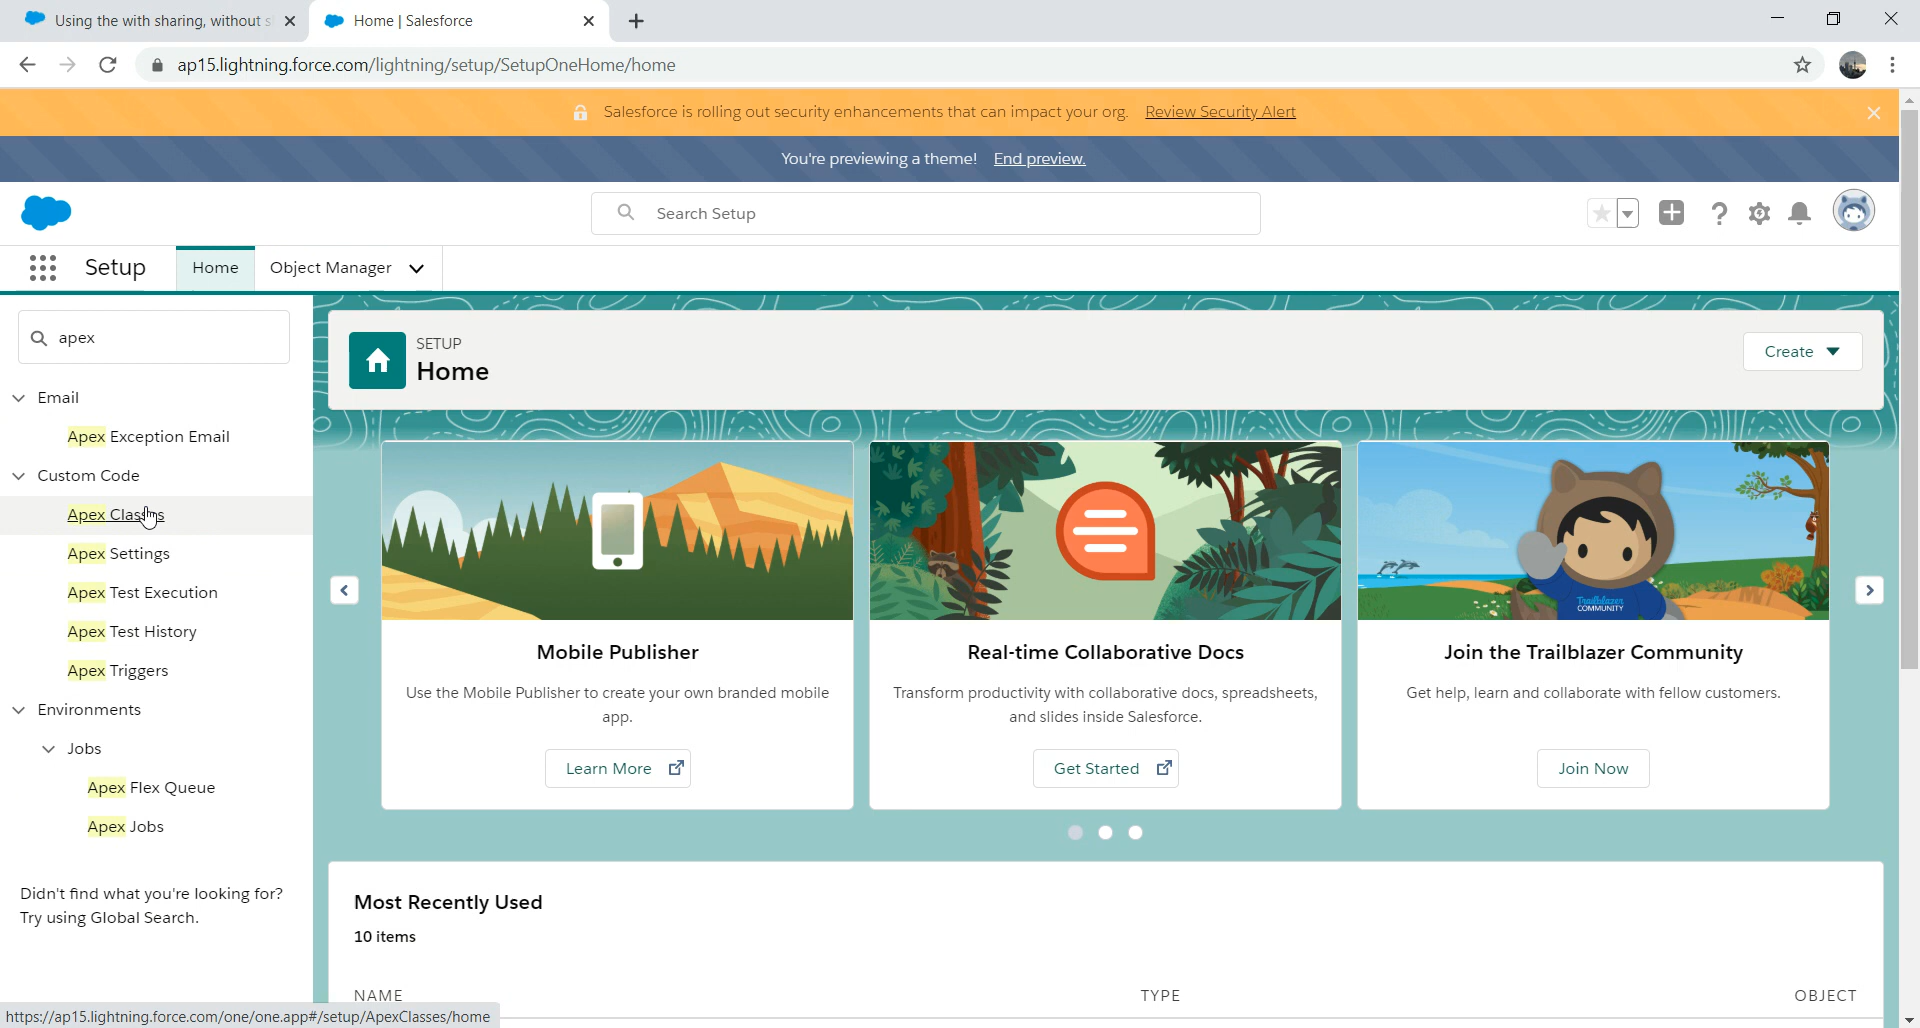 Using the with sharing, without s
Home | Salesforce
ap15.lightning.force.com/lightning/setup/SetupOneHome/home
Salesforce is rolling out security enhancements that can impact your org. Review Security Alert
You're previewing a theme! End preview.
Search Setup
Setup
Home
Object Manager
apex
SETUP
Home
Create
Email
Apex Exception Email
Custom Code
Apex Classes
Apex Settings
Apex Test Execution
Apex Test History
Apex Triggers
Environments
Jobs
Apex Flex Queue
Apex Jobs
Didn't find what you're looking for?
Try using Global Search.
Mobile Publisher
Use the Mobile Publisher to create your own branded mobile
app.
Learn More
Real-time Collaborative Docs
Transform productivity with collaborative docs, spreadsheets,
and slides inside Salesforce.
Get Started
Trailblazer
COMMUNITY
Join the Trailblazer Community
Get help, learn and collaborate with fellow customers.
Join Now
Most Recently Used
10 items
NAME
TYPE
OBJECT
https://ap15.lightning.force.com/one/one.app#/setup/ApexClasses/home